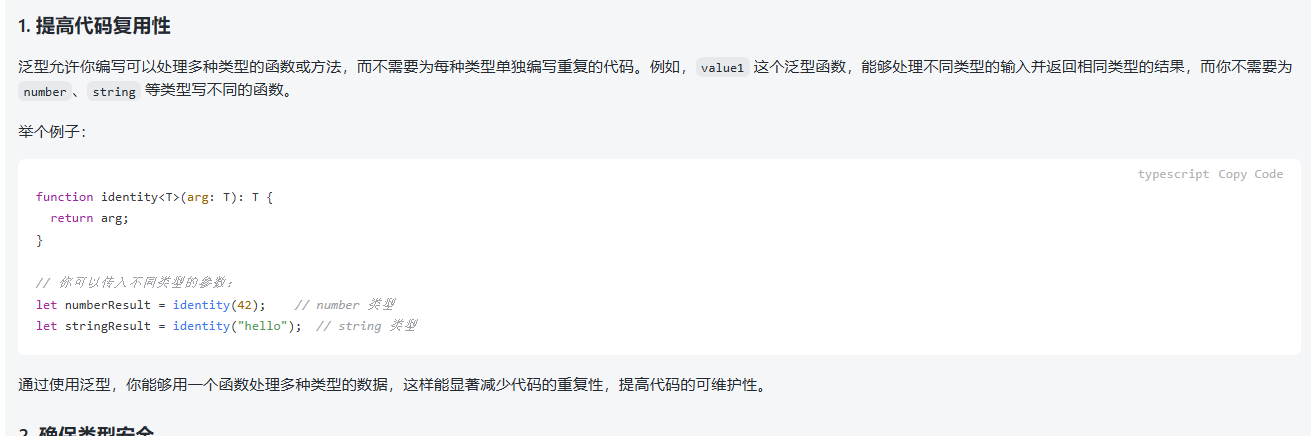 1. 提高代码复用性
泛型允许你编写可以处理多种类型的函数或方法，而不需要为每种类型单独编写重复的代码。例如， value1 这个泛型函数，能够处理不同类型的输入并返回相同类型的结果，而你不需要为
number 、 string 等类型写不同的函数。
举个例子：
typescript Copy Code
function identity<T>(arg: T): T {
  return arg;
}
// 你可以传入不同类型的参数：
let numberResult = identity(42);    // number 类型
let stringResult = identity("hello");  // string 类型
通过使用泛型，你能够用一个函数处理多种类型的数据，这样能显著减少代码的重复性，提高代码的可维护性。
2. 确保类型安全